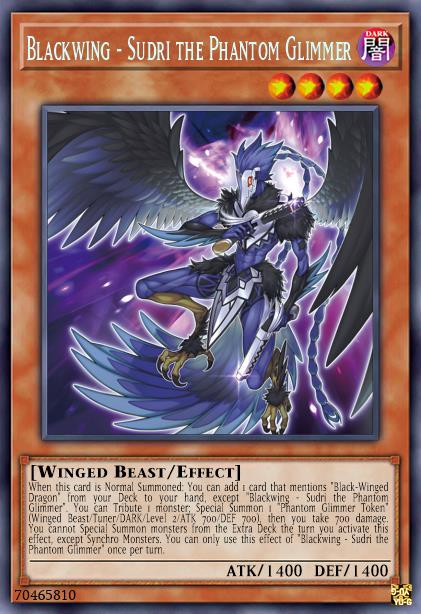 Blackwing - Sudri the Phantom Glimmer
DARK
闇
[Winged Beast/Effect]
When this card is Normal Summoned: You can add 1 card that mentions "Black-Winged
Dragon" from your Deck to your hand, except "Blackwing - Sudri the Phantom
Glimmer". You can Tribute 1 monster; Special Summon 1 "Phantom Glimmer Token"
(Winged Beast/Tuner/DARK/Level 2/ATK 700/DEF 700), then you take 700 damage.
You cannot Special Summon monsters from the Extra Deck the turn you activate this
effect, except Synchro Monsters. You can only use this effect of "Blackwing - Sudri the
Phantom Glimmer" once per turn.
ATK/1400 DEF/1400
70465810